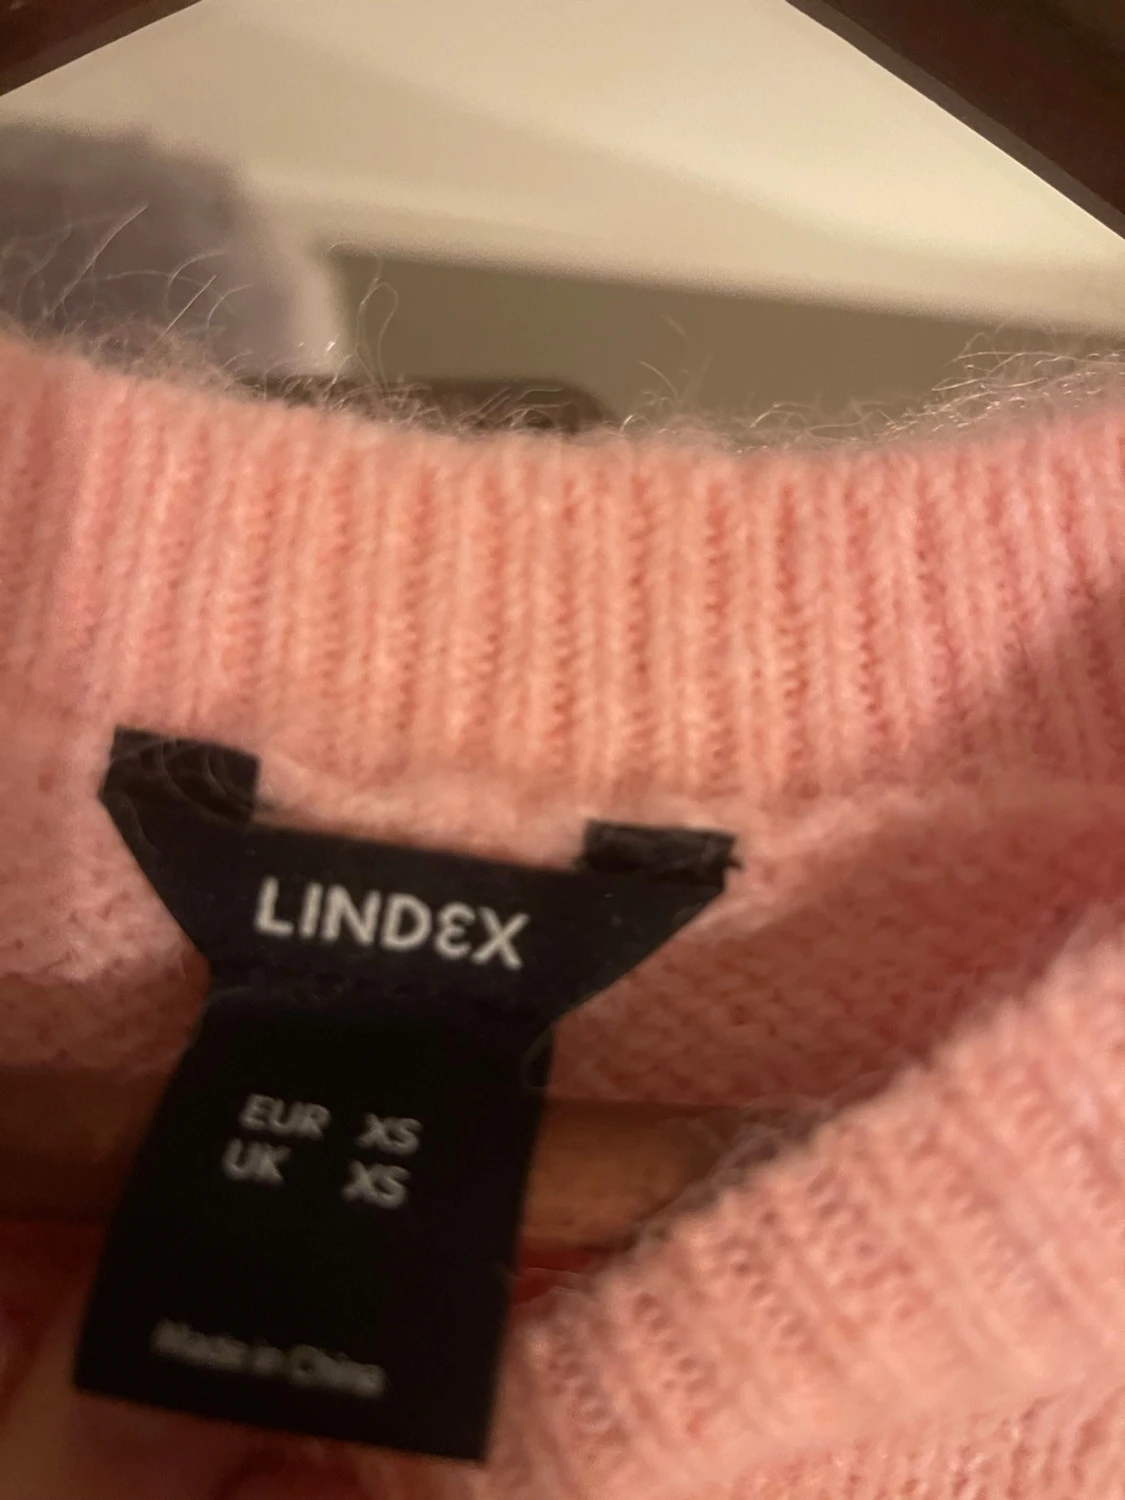 LINDEX
EUR XS
UK XS
Made in China